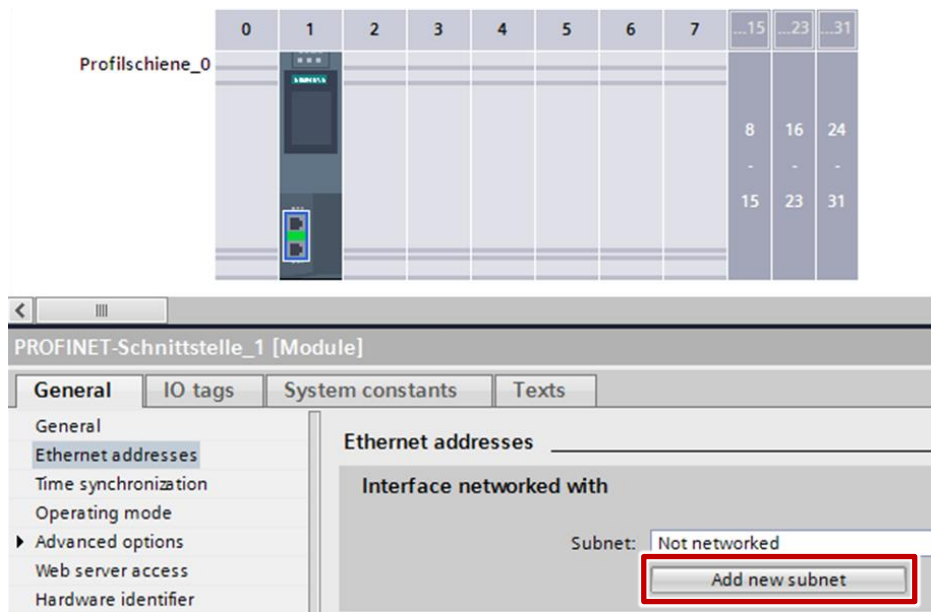 0 1 2 3 4 5 6 7 ...15 ...23 ...31
Profilschiene_0
SIEMENS
8 16 24
- - -
15 23 31
PROFINET-Schnittstelle_1 [Module]
General IO tags System constants Texts
General
Ethernet addresses
Time synchronization
Operating mode
Advanced options
Web server access
Hardware identifier
Ethernet addresses
Interface networked with
Subnet: Not networked
Add new subnet